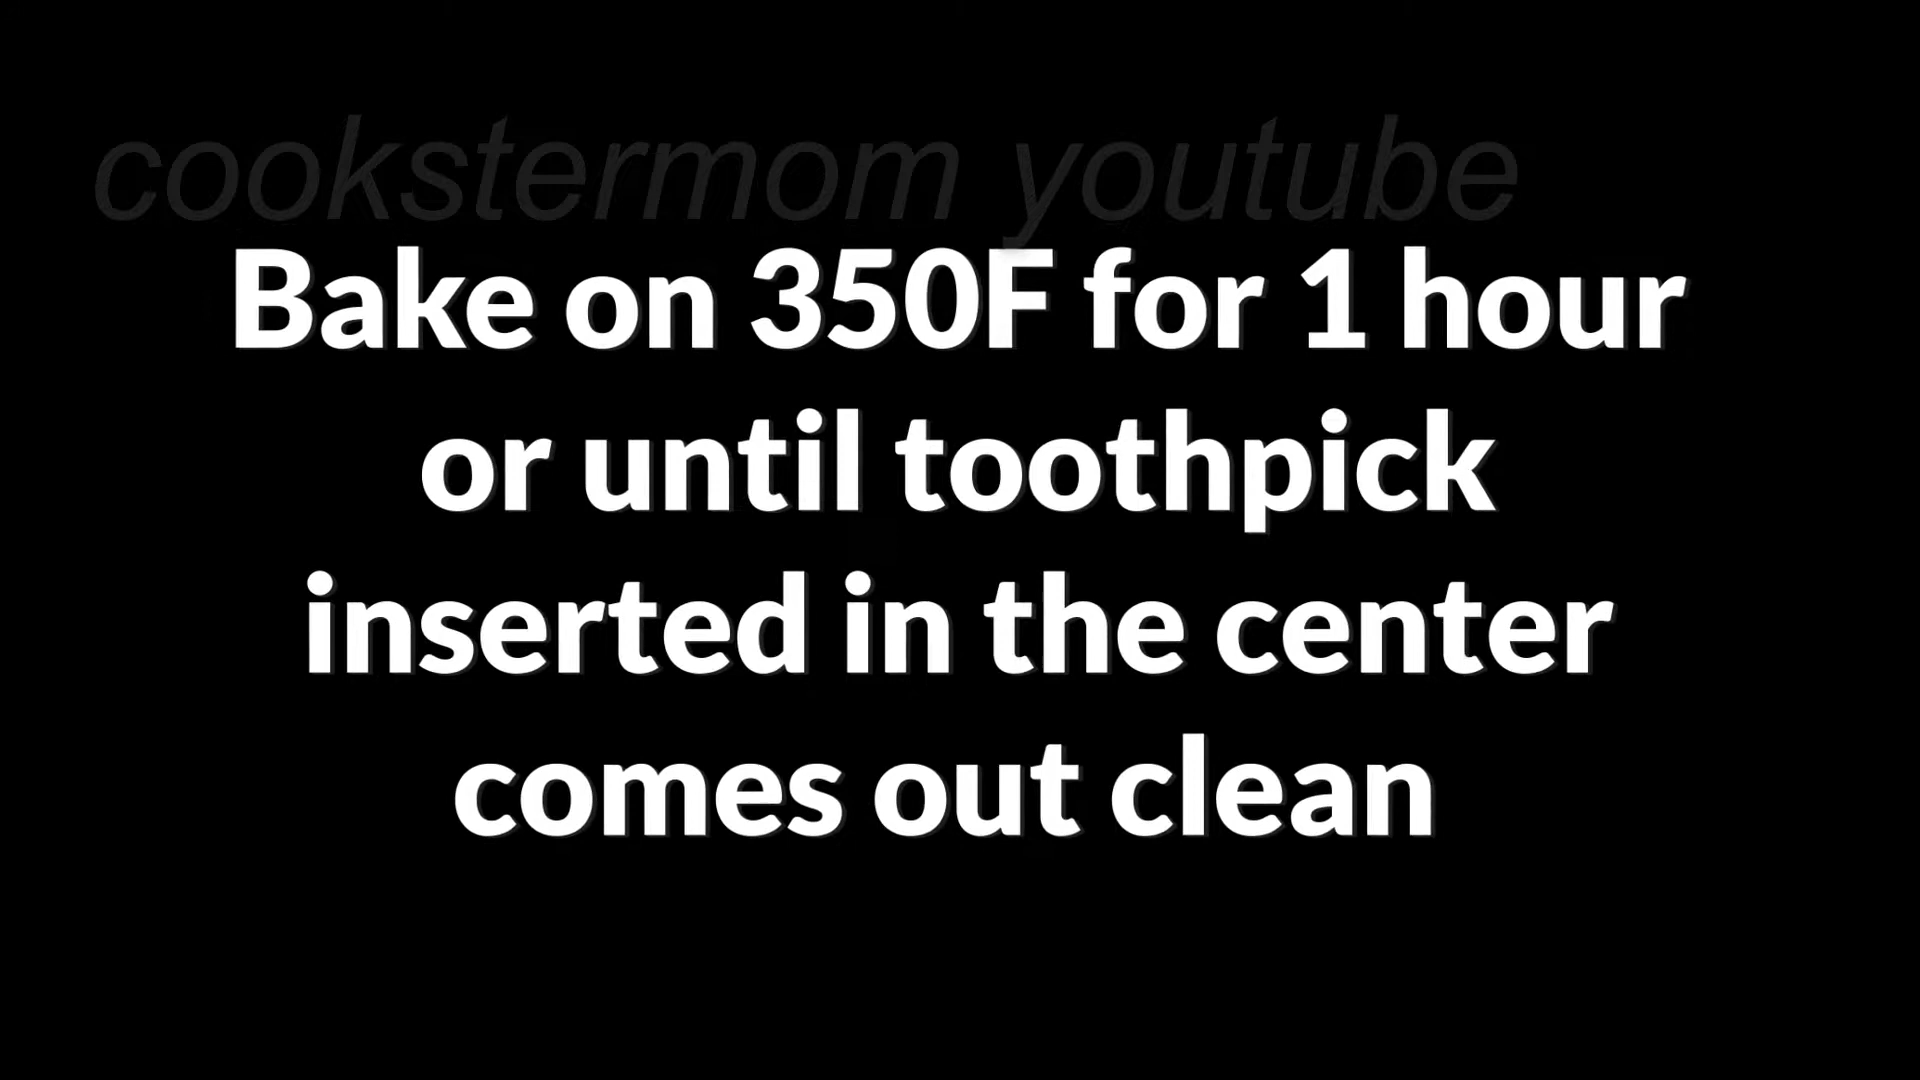 cookstermom youtube
Bake on 350F for 1 hour
or until toothpick
inserted in the center
comes out clean